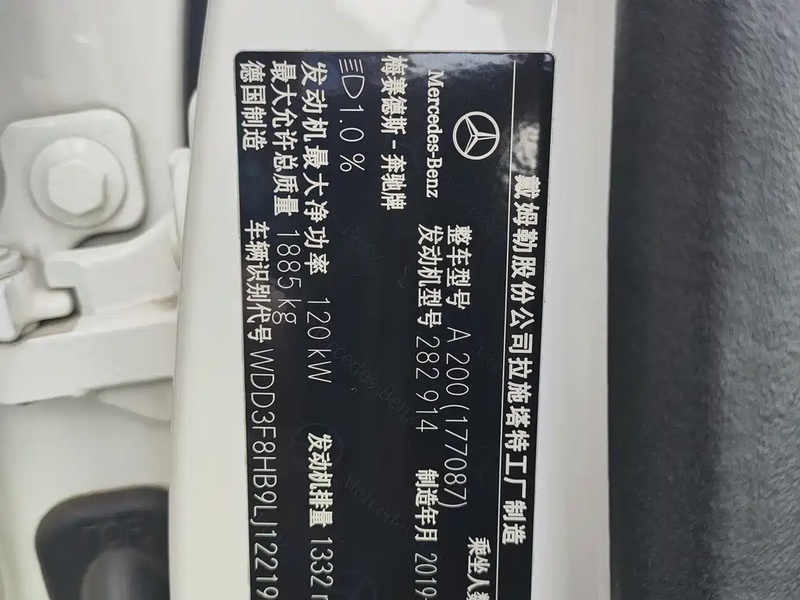 戴姆勒股份公司拉施塔特工厂制造
Mercedes-Benz
整车型号 A 200 (177087) 乘坐人数
梅赛德斯-奔驰牌 发动机型号 282 914 制造年月 2019-
1.0 %
发动机最大净功率 120 kW 发动机排量 1332
最大允许总质量 1885 kg
德国制造 车辆识别代号 WDD3F8HB9LJ12219